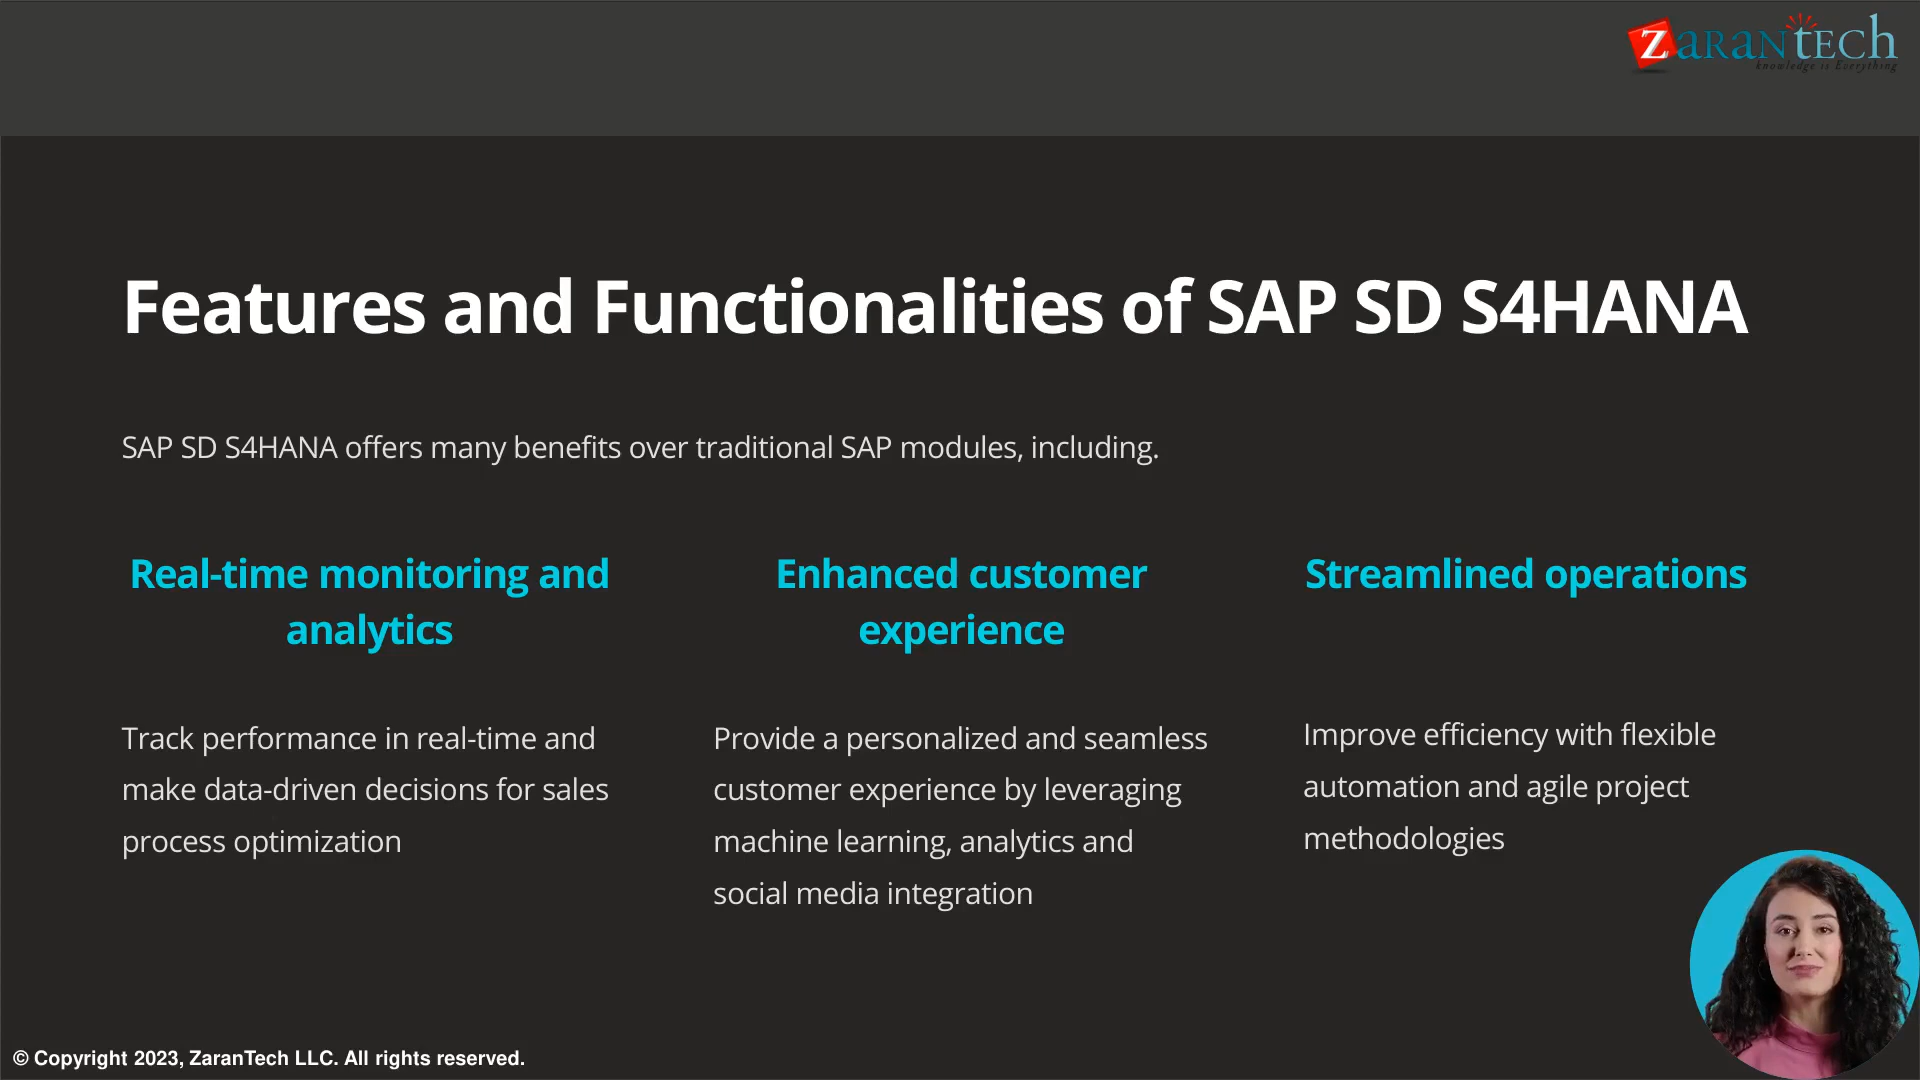 ZaranTech
knowledge is Everything
Features and Functionalities of SAP SD S4HANA
SAP SD S4HANA offers many benefits over traditional SAP modules, including.
Real-time monitoring and
analytics
Track performance in real-time and
make data-driven decisions for sales
process optimization
Enhanced customer
experience
Provide a personalized and seamless
customer experience by leveraging
machine learning, analytics and
social media integration
Streamlined operations
Improve efficiency with flexible
automation and agile project
methodologies
© Copyright 2023, ZaranTech LLC. All rights reserved.